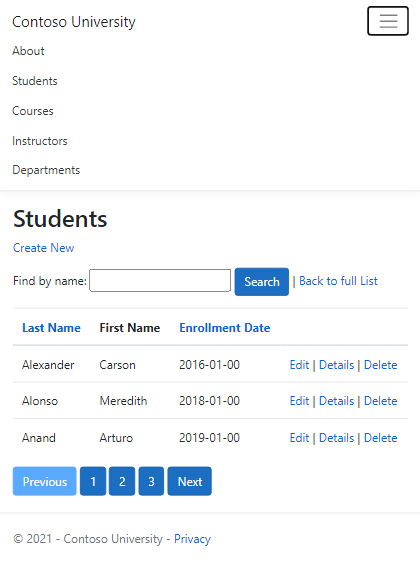 Contoso University
About
Students
Courses
Instructors
Departments
Students
Create New
Find by name: Search | Back to full List
Last Name First Name Enrollment Date
Alexander Carson 2016-01-00 Edit | Details | Delete
Alonso Meredith 2018-01-00 Edit | Details | Delete
Anand Arturo 2019-01-00 Edit | Details | Delete
Previous 1 2 3 Next
© 2021 - Contoso University - Privacy